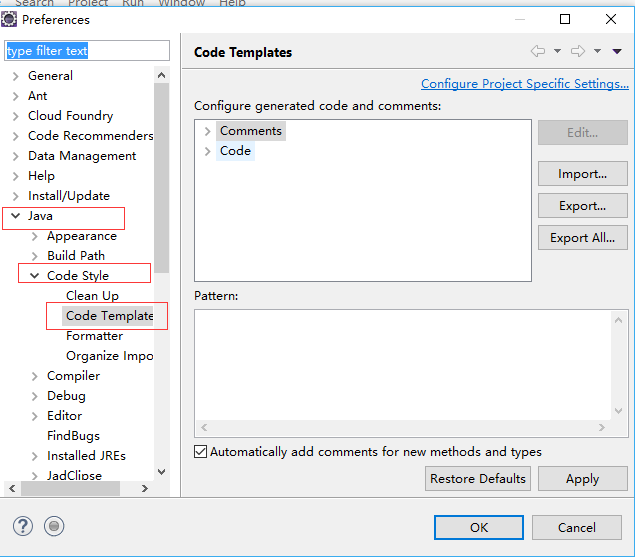 Search Project Run Window Help
Preferences
type filter text
Code Templates
Configure Project Specific Settings...
General
Ant
Cloud Foundry
Code Recommenders
Data Management
Help
Install/Update
Java
Appearance
Build Path
Code Style
Clean Up
Code Template
Formatter
Organize Impo
Compiler
Debug
Editor
FindBugs
Installed JREs
JadClipse
Configure generated code and comments:
Comments
Code
Edit...
Import...
Export...
Export All...
Pattern:
Automatically add comments for new methods and types
Restore Defaults
Apply
?
OK
Cancel